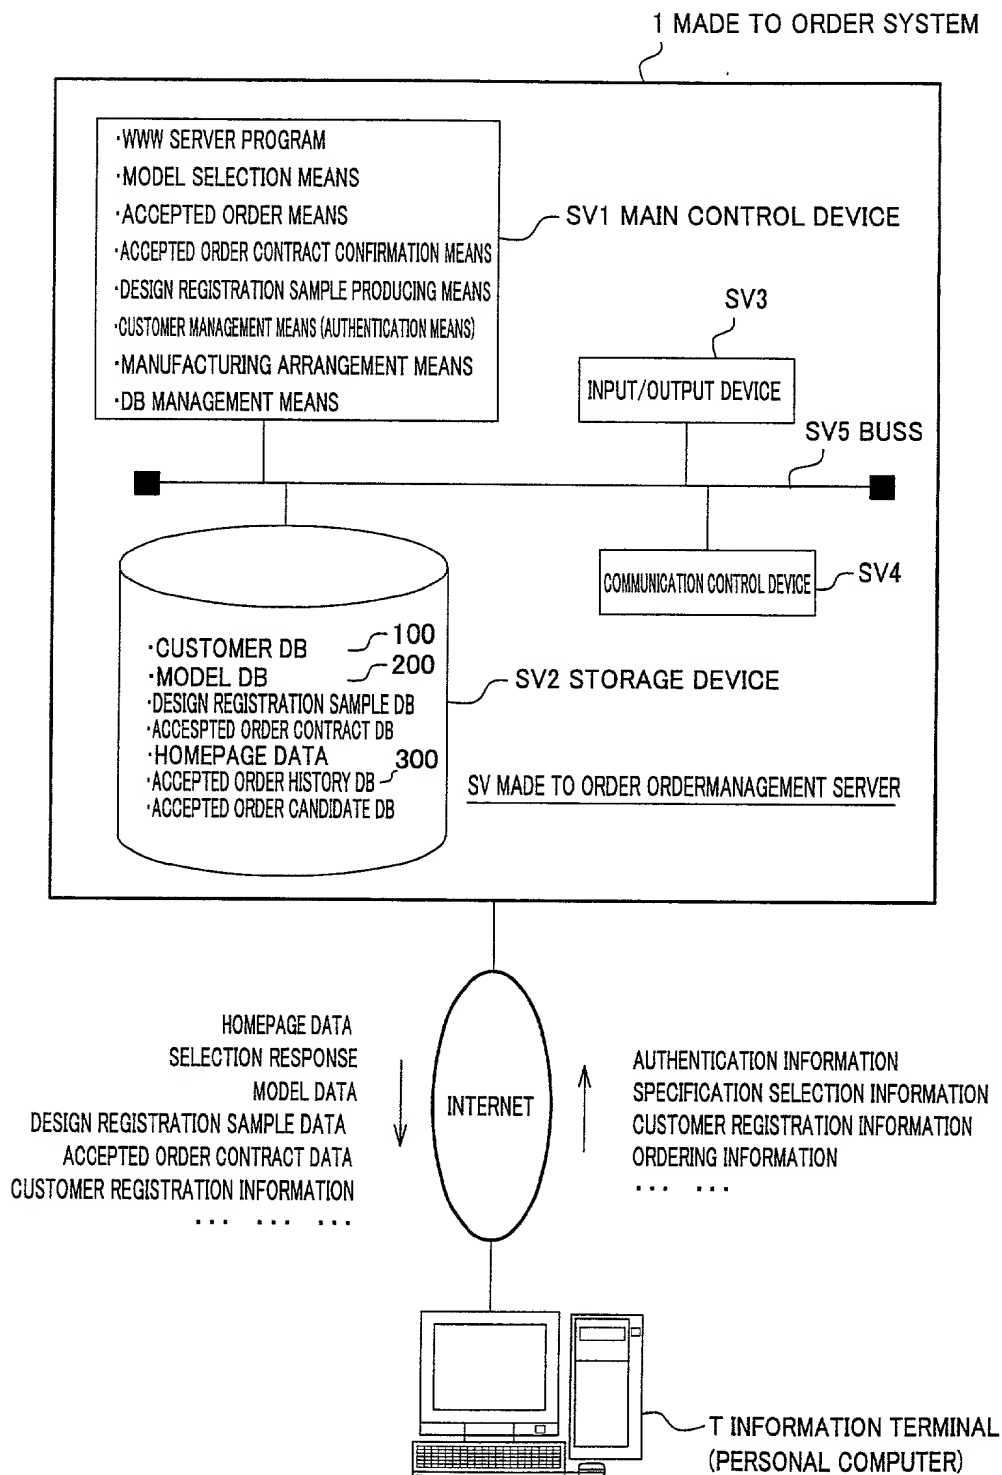 1 MADE TO ORDER SYSTEM
·WWW SERVER PROGRAM
·MODEL SELECTION MEANS
·ACCEPTED ORDER MEANS
·ACCEPTED ORDER CONTRACT CONFIRMATION MEANS
·DESIGN REGISTRATION SAMPLE PRODUCING MEANS
·CUSTOMER MANAGEMENT MEANS (AUTHENTICATION MEANS)
·MANUFACTURING ARRANGEMENT MEANS
·DB MANAGEMENT MEANS
SV1 MAIN CONTROL DEVICE
SV3
INPUT/OUTPUT DEVICE
SV5 BUSS
COMMUNICATION CONTROL DEVICE
SV4
·CUSTOMER DB 100
·MODEL DB 200
·DESIGN REGISTRATION SAMPLE DB
·ACCESPTED ORDER CONTRACT DB
·HOMEPAGE DATA
·ACCEPTED ORDER HISTORY DB 300
·ACCEPTED ORDER CANDIDATE DB
SV2 STORAGE DEVICE
SV MADE TO ORDER ORDERMANAGEMENT SERVER
HOMEPAGE DATA
SELECTION RESPONSE
MODEL DATA
DESIGN REGISTRATION SAMPLE DATA
ACCEPTED ORDER CONTRACT DATA
CUSTOMER REGISTRATION INFORMATION
... ... ...
INTERNET
AUTHENTICATION INFORMATION
SPECIFICATION SELECTION INFORMATION
CUSTOMER REGISTRATION INFORMATION
ORDERING INFORMATION
... ...
T INFORMATION TERMINAL
(PERSONAL COMPUTER)